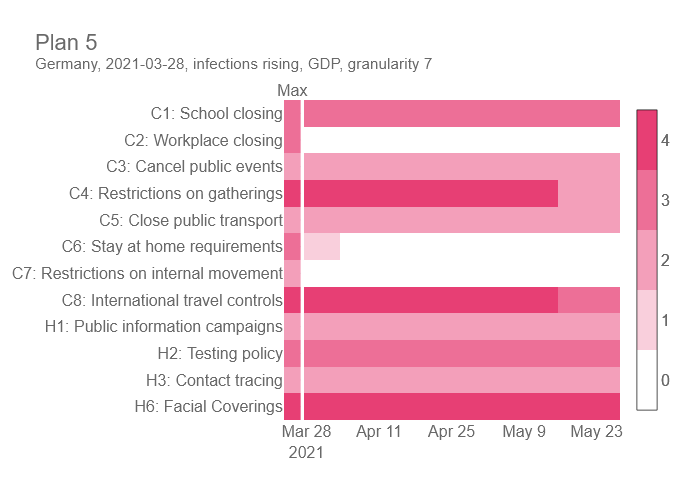 Plan 5
Germany, 2021-03-28, infections rising, GDP, granularity 7
Max
C1: School closing
C2: Workplace closing
C3: Cancel public events
C4: Restrictions on gatherings
C5: Close public transport
C6: Stay at home requirements
C7: Restrictions on internal movement
C8: International travel controls
H1: Public information campaigns
H2: Testing policy
H3: Contact tracing
H6: Facial Coverings
4
3
2
1
0
Mar 28 Apr 11 Apr 25 May 9 May 23
2021